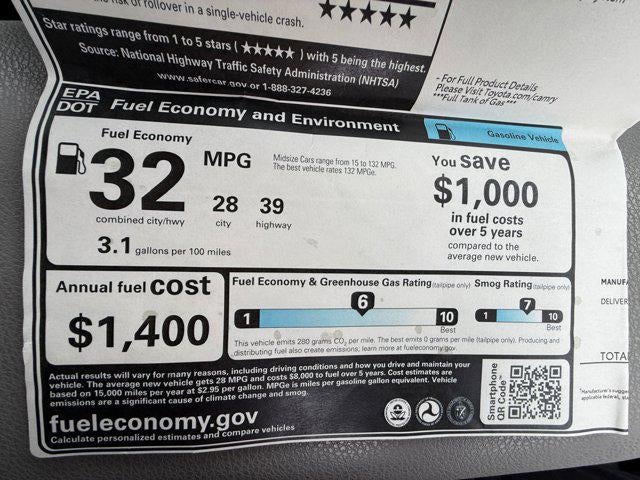 risk of rollover in a single-vehicle crash.
★★★★★
Star ratings range from 1 to 5 stars (★★★★★) with 5 being the highest.
Source: National Highway Traffic Safety Administration (NHTSA)
www.safercar.gov or 1-888-327-4236
- For Full Product Details
Please Visit Toyota.com/camry
***Full Tank of Gas***
EPA
DOT
Fuel Economy and Environment
Gasoline Vehicle
Fuel Economy
32 MPG
Midsize Cars range from 15 to 132 MPG.
The best vehicle rates 132 MPGe.
28 39
combined city/hwy city highway
3.1 gallons per 100 miles
You save
$1,000
in fuel costs
over 5 years
compared to the
average new vehicle.
Annual fuel cost
$1,400
Fuel Economy & Greenhouse Gas Rating (tailpipe only)
1 6 10
Best
Smog Rating (tailpipe only)
1 7 10
Best
This vehicle emits 280 grams CO2 per mile. The best emits 0 grams per mile (tailpipe only). Producing and
distributing fuel also create emissions; learn more at fueleconomy.gov.
Actual results will vary for many reasons, including driving conditions and how you drive and maintain your
vehicle. The average new vehicle gets 28 MPG and costs $8,000 to fuel over 5 years. Cost estimates are
based on 15,000 miles per year at $2.95 per gallon. MPGe is miles per gasoline gallon equivalent. Vehicle
emissions are a significant cause of climate change and smog.
fueleconomy.gov
Calculate personalized estimates and compare vehicles
Smartphone
QR Code™
MANUFA
DELIVER
TOTA
*Manufacturer's sugges
applicable federal, sta